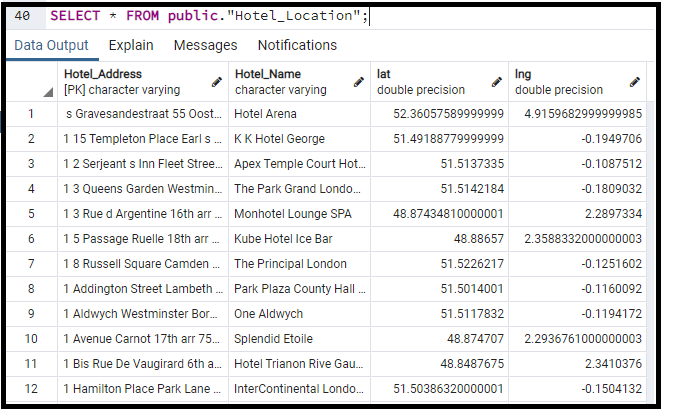 40 SELECT * FROM public."Hotel_Location";
Data Output Explain Messages Notifications
Hotel_Address Hotel_Name lat lng
[PK] character varying character varying double precision double precision
1 s Gravesandestraat 55 Oost... Hotel Arena 52.36057589999999 4.9159682999999985
2 1 15 Templeton Place Earl s ... K K Hotel George 51.49188779999999 -0.1949706
3 1 2 Serjeant s Inn Fleet Stree... Apex Temple Court Hot... 51.5137335 -0.1087512
4 1 3 Queens Garden Westmin... The Park Grand Londo... 51.5142184 -0.1809032
5 1 3 Rue d Argentine 16th arr ... Monhotel Lounge SPA 48.87434810000001 2.2897334
6 1 5 Passage Ruelle 18th arr ... Kube Hotel Ice Bar 48.88657 2.3588332000000003
7 1 8 Russell Square Camden ... The Principal London 51.5226217 -0.1251602
8 1 Addington Street Lambeth ... Park Plaza County Hall ... 51.5014001 -0.1160092
9 1 Aldwych Westminster Bor... One Aldwych 51.5117832 -0.1194172
10 1 Avenue Carnot 17th arr 75... Splendid Etoile 48.874707 2.2936761000000003
11 1 Bis Rue De Vaugirard 6th a... Hotel Trianon Rive Gau... 48.8487675 2.3410376
12 1 Hamilton Place Park Lane ... InterContinental Londo... 51.50386320000001 -0.1504132